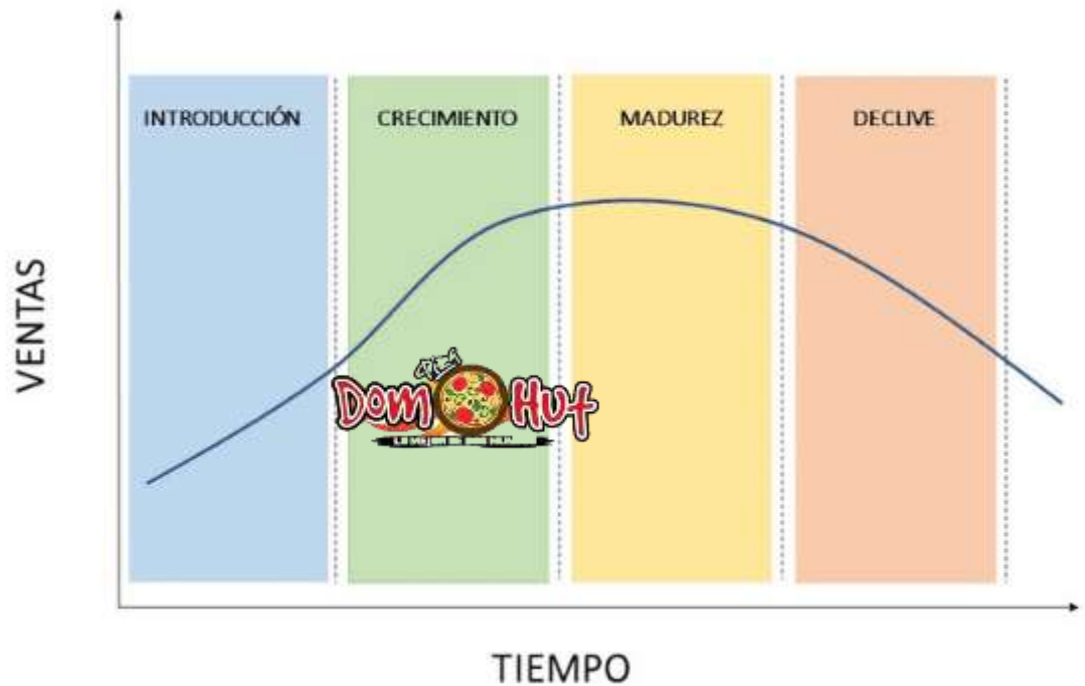 INTRODUCCIÓN
CRECIMIENTO
MADUREZ
DECLIVE
VENTAS
Dom Hut
TIEMPO